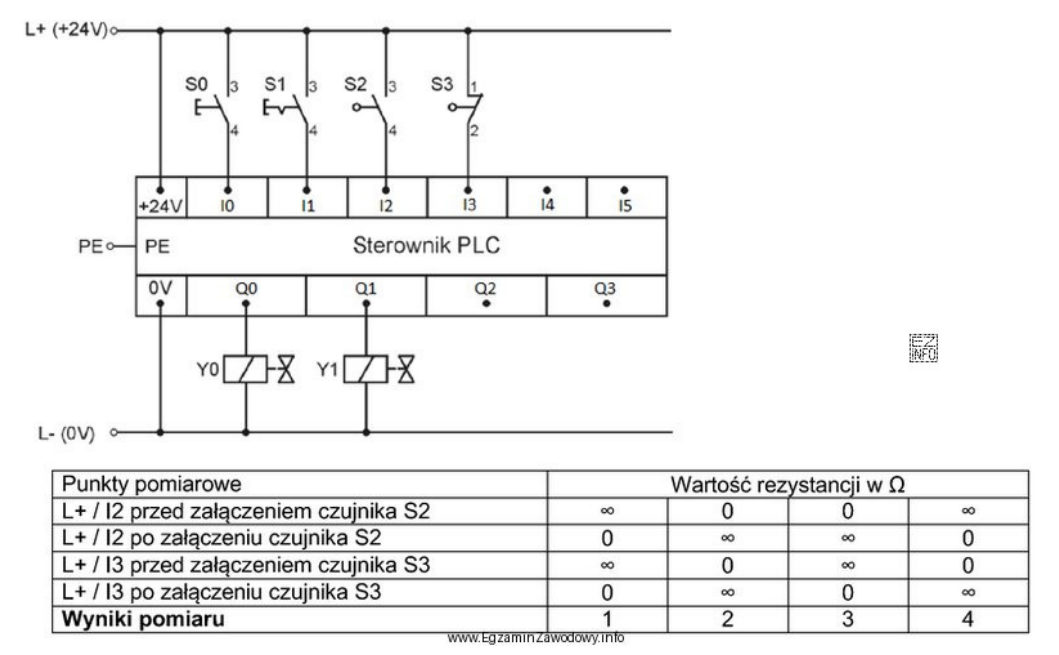 L+ (+24V)
S0 3 S1 3 S2 3 S3 1
4 4 4 2
+24V I0 I1 I2 I3 I4 I5
PE PE Sterownik PLC
0V Q0 Q1 Q2 Q3
EZ
INFO
Y0 Y1
L- (0V)
Punkty pomiarowe Wartość rezystancji w Ω
L+ / I2 przed załączeniem czujnika S2 ∞ 0 0 ∞
L+ / I2 po załączeniu czujnika S2 0 ∞ ∞ 0
L+ / I3 przed załączeniem czujnika S3 ∞ 0 ∞ 0
L+ / I3 po załączeniu czujnika S3 0 ∞ 0 ∞
Wyniki pomiaru 1 2 3 4
www.EgzaminZawodowy.info